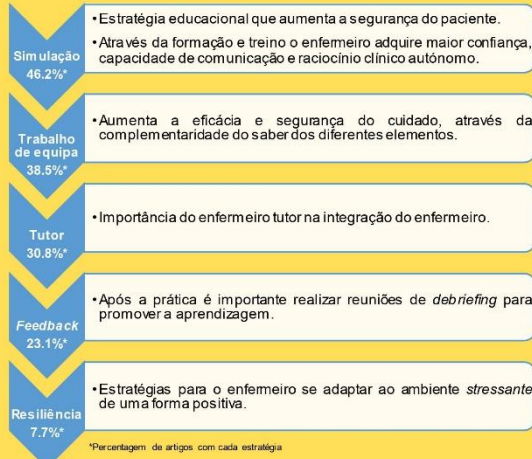 Simulação
46.2%*
•Estratégia educacional que aumenta a segurança do paciente.
•Através da formação e treino o enfermeiro adquire maior confiança,
capacidade de comunicação e raciocínio clínico autónomo.
Trabalho
de equipa
38.5%*
•Aumenta a eficácia e segurança do cuidado, através da
complementaridade do saber dos diferentes elementos.
Tutor
30.8%*
•Importância do enfermeiro tutor na integração do enfermeiro.
Feedback
23.1%*
•Após a prática é importante realizar reuniões de debriefing para
promover a aprendizagem.
Resiliência
7.7%*
•Estratégias para o enfermeiro se adaptar ao ambiente stressante
de uma forma positiva.
*Percentagem de artigos com cada estratégia